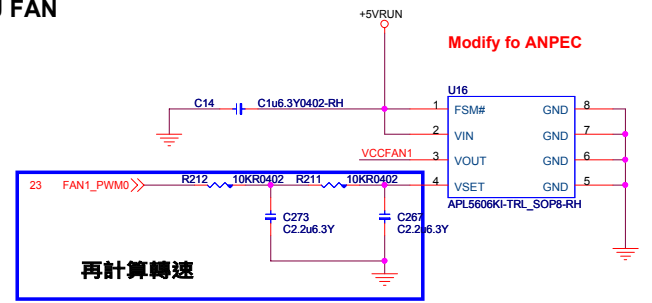 FAN
+5VRUN
Modify fo ANPEC
U16
C14 C1u6.3Y0402-RH
1 FSM# GND 8
2 VIN GND 7
VCCFAN1 3 VOUT GND 6
23 FAN1_PWM0 R212 10KR0402 R211 10KR0402 4 VSET GND 5
APL5606KI-TRL_SOP8-RH
C273 C267
C2.2u6.3Y C2.2u6.3Y
再計算轉速